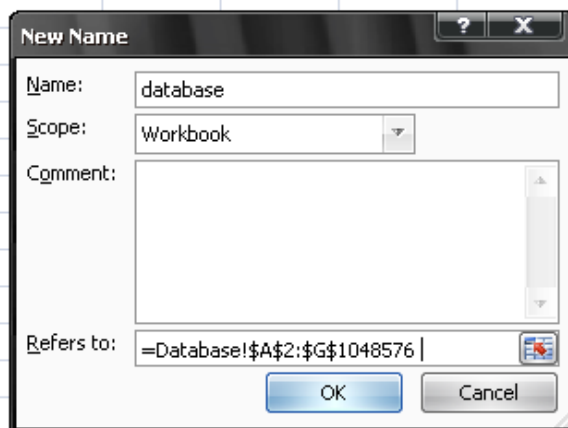 New Name
? X
Name: database
Scope: Workbook
Comment:
Refers to: =Database!$A$2:$G$1048576
OK Cancel